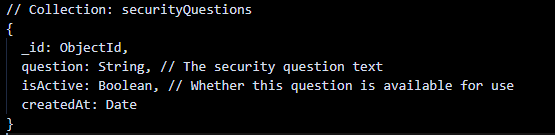 // Collection: securityQuestions
{
  _id: ObjectId,
  question: String, // The security question text
  isActive: Boolean, // Whether this question is available for use
  createdAt: Date
}